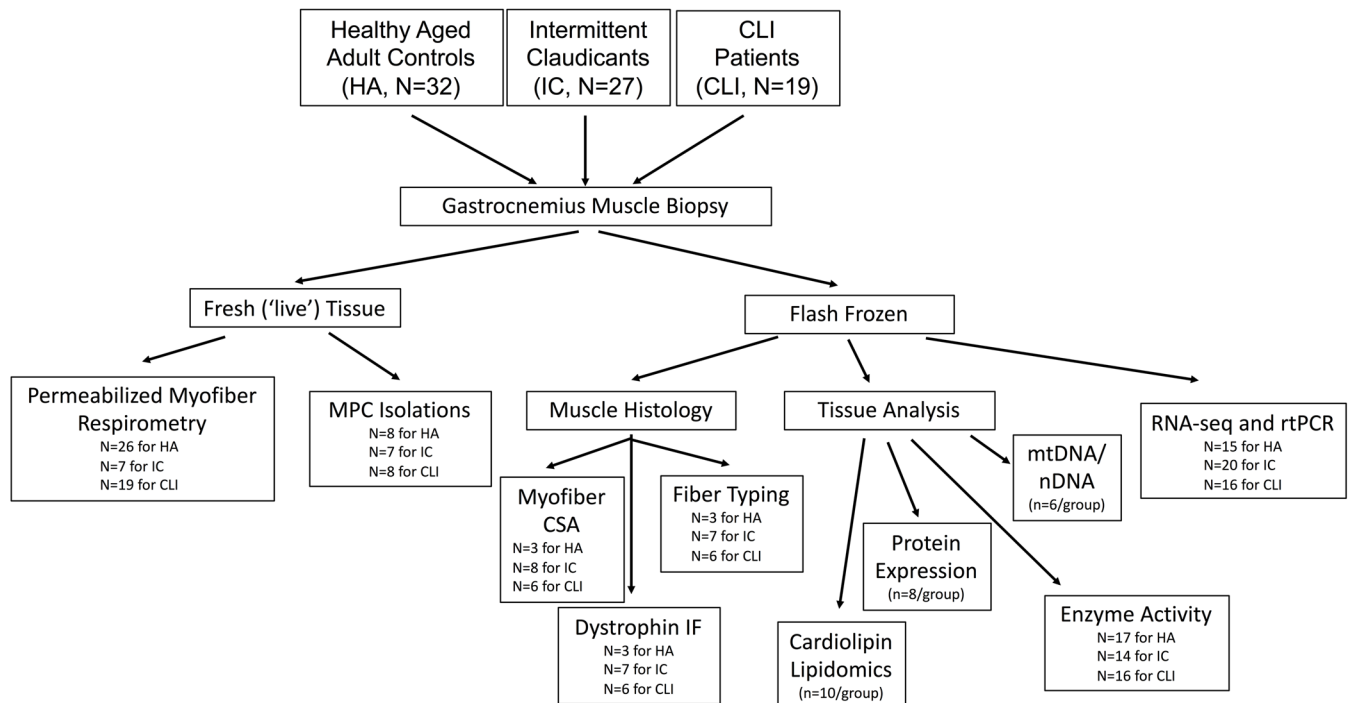 Healthy Aged
Adult Controls
(HA, N=32)
Intermittent
Claudicants
(IC, N=27)
CLI
Patients
(CLI, N=19)
Gastrocnemius Muscle Biopsy
Fresh (‘live’) Tissue
Flash Frozen
Permeabilized Myofiber
Respirometry
N=26 for HA
N=7 for IC
N=19 for CLI
MPC Isolations
N=8 for HA
N=7 for IC
N=8 for CLI
Muscle Histology
Tissue Analysis
RNA-seq and rtPCR
N=15 for HA
N=20 for IC
N=16 for CLI
Myofiber
CSA
N=3 for HA
N=8 for IC
N=6 for CLI
Fiber Typing
N=3 for HA
N=7 for IC
N=6 for CLI
mtDNA/
nDNA
(n=6/group)
Protein
Expression
(n=8/group)
Dystrophin IF
N=3 for HA
N=7 for IC
N=6 for CLI
Cardiolipin
Lipidomics
(n=10/group)
Enzyme Activity
N=17 for HA
N=14 for IC
N=16 for CLI